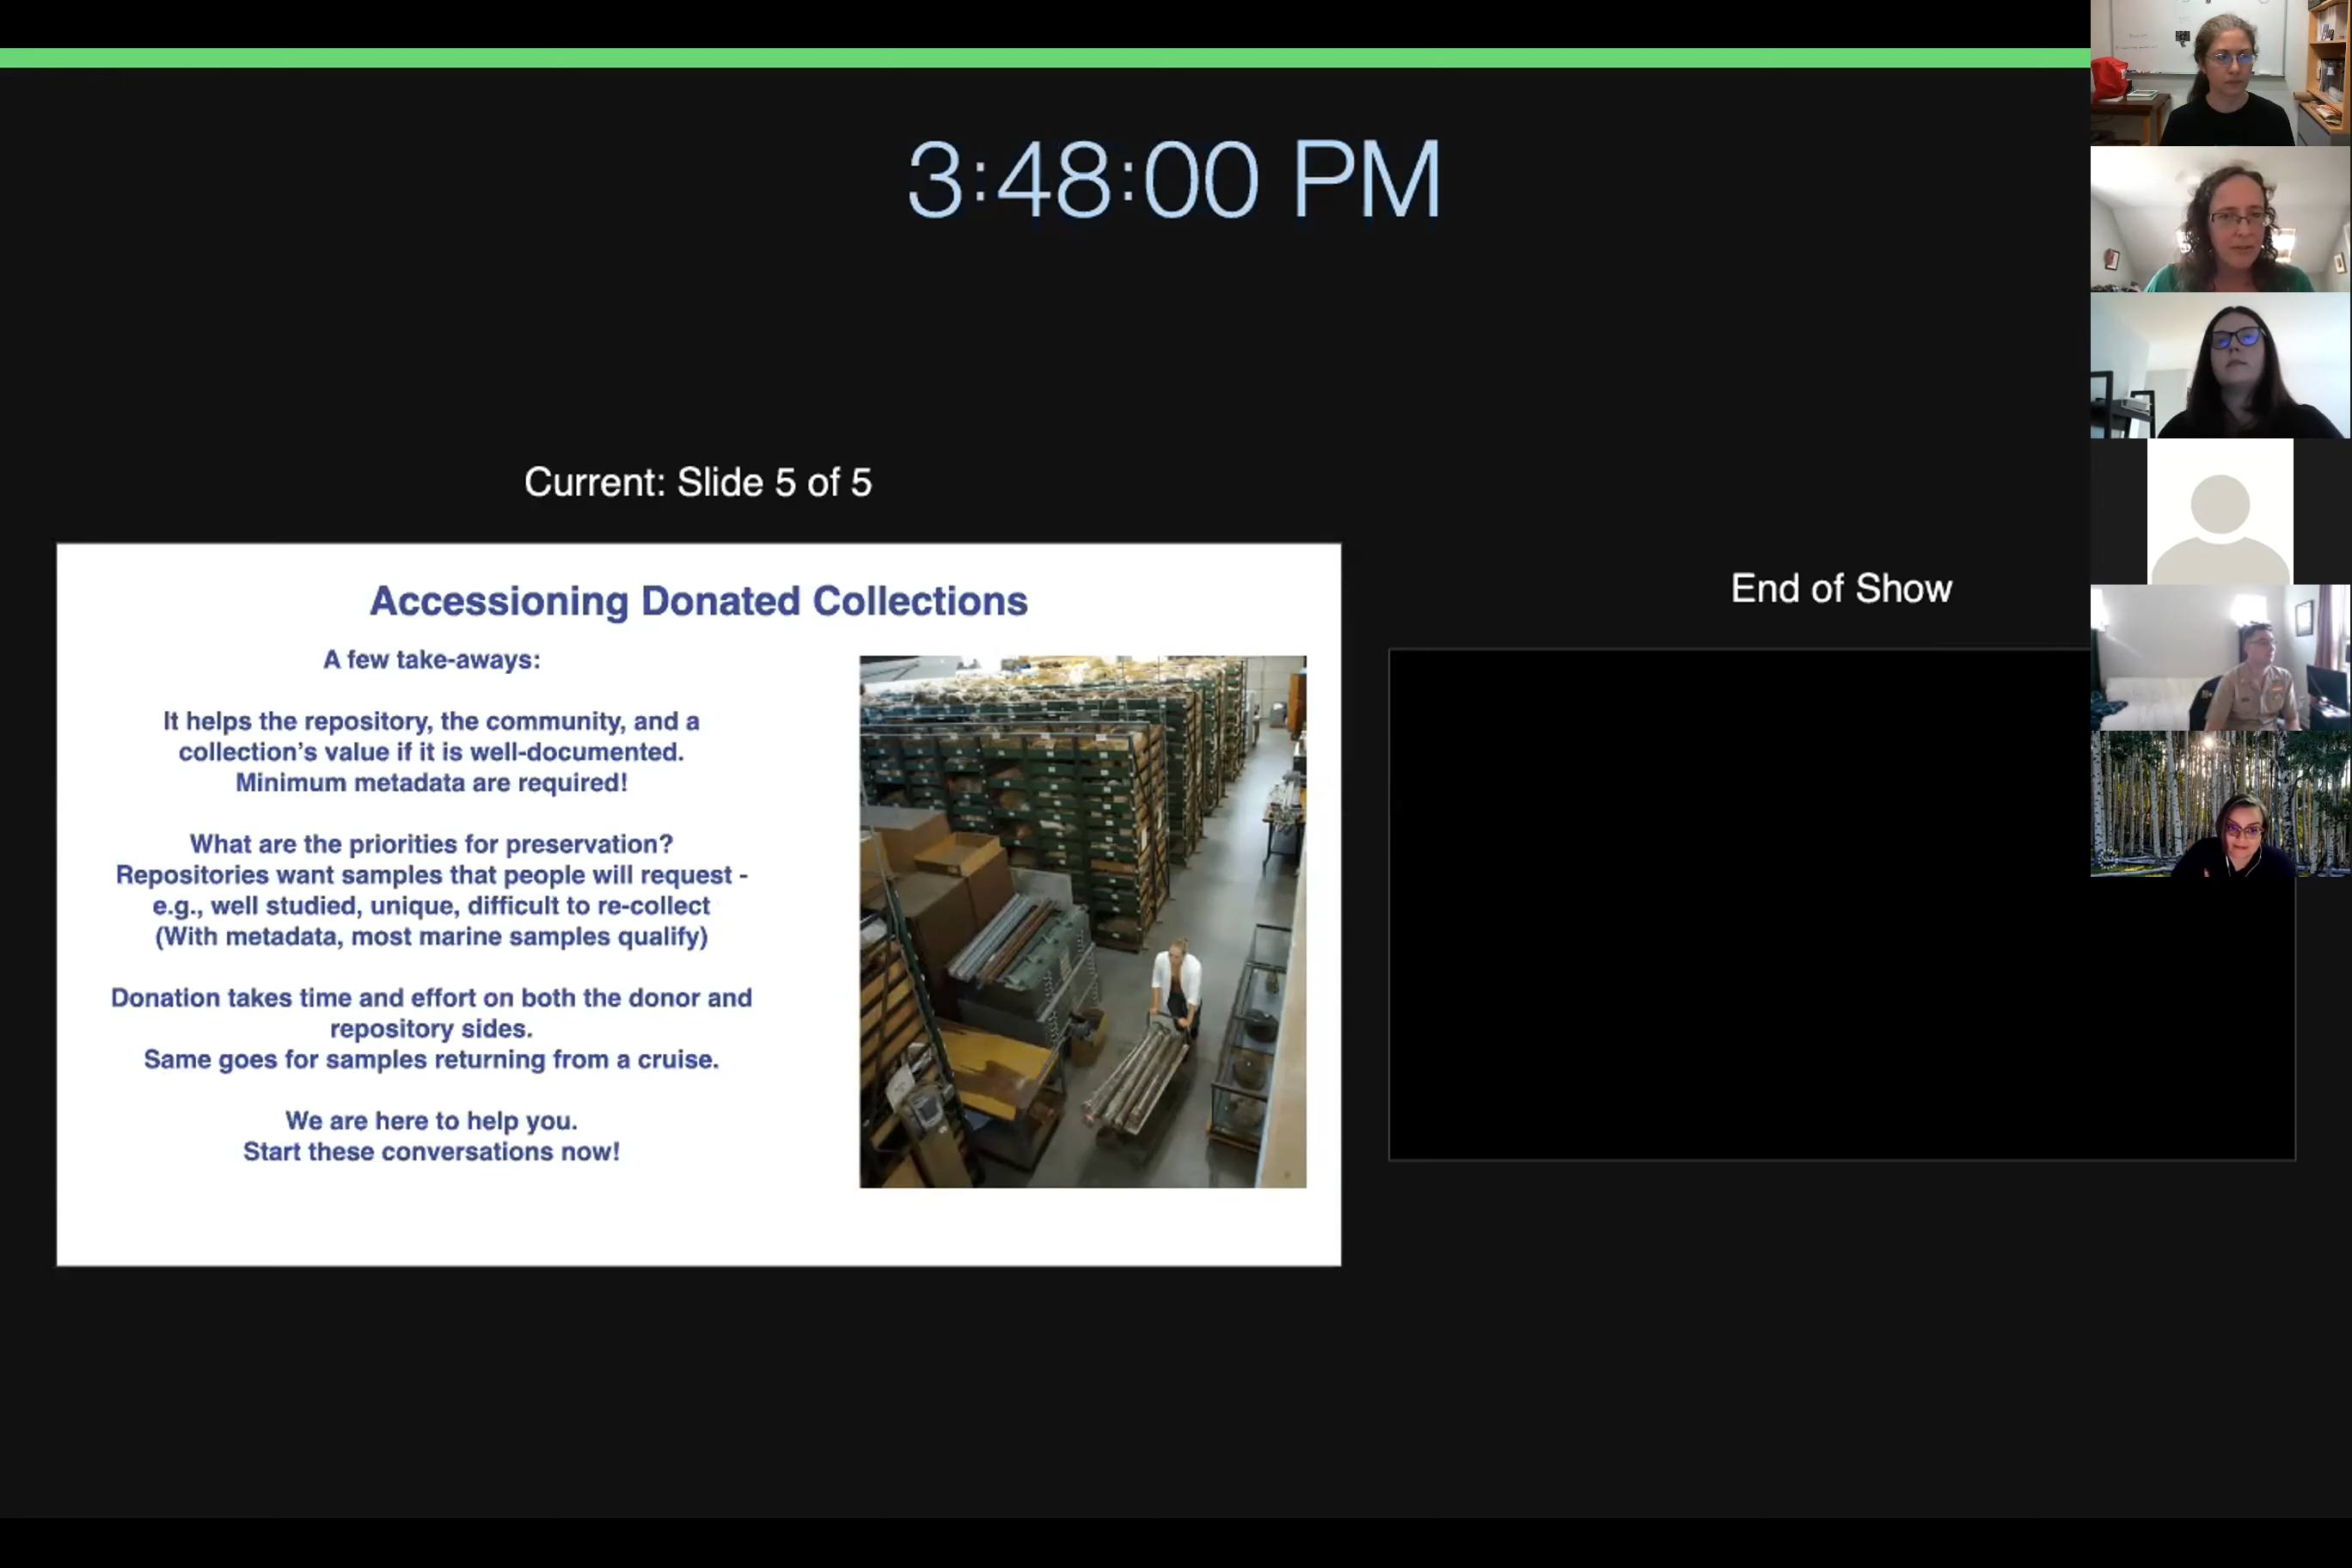 3:48:00 PM
Current: Slide 5 of 5
Accessioning Donated Collections
A few take-aways:
It helps the repository, the community, and a
collection's value if it is well-documented.
Minimum metadata are required!
What are the priorities for preservation?
Repositories want samples that people will request -
e.g., well studied, unique, difficult to re-collect
(With metadata, most marine samples qualify)
Donation takes time and effort on both the donor and
repository sides.
Same goes for samples returning from a cruise.
We are here to help you.
Start these conversations now!
End of Show